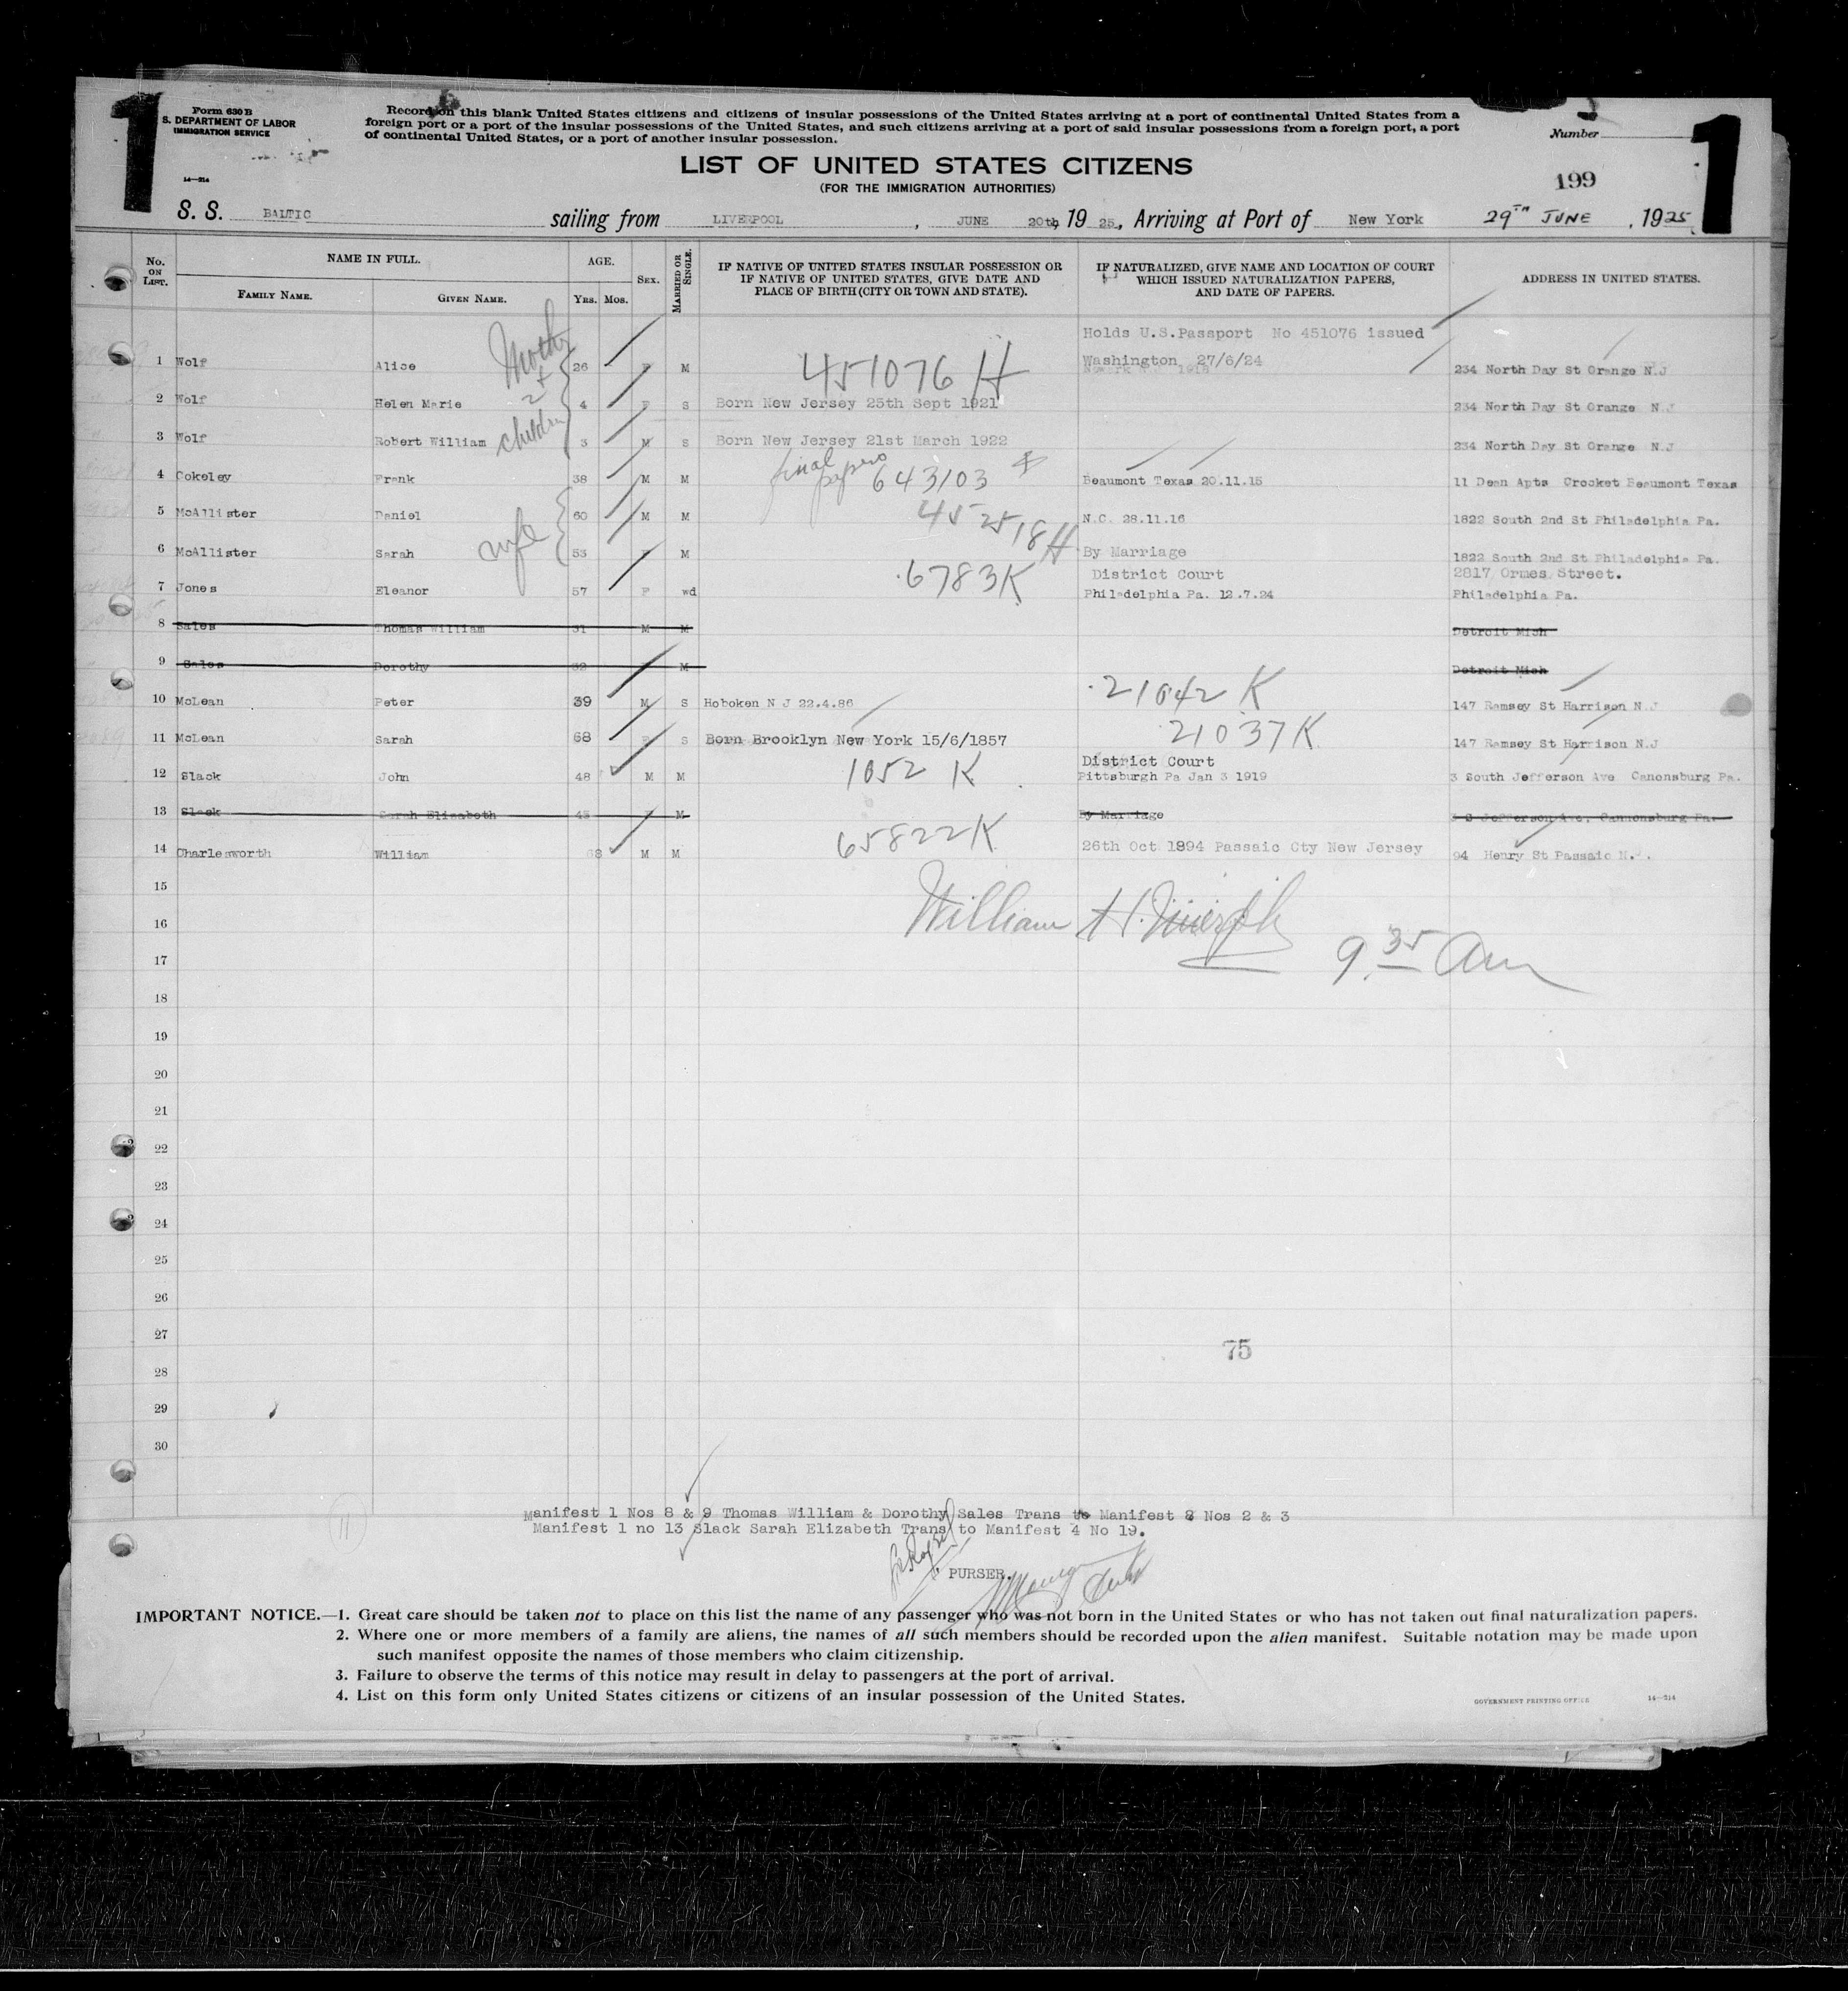 1
1
Form 630 B
S. DEPARTMENT OF LABOR
IMMIGRATION SERVICE
14—214
Record on this blank United States citizens and citizens of insular possessions of the United States arriving at a port of continental United States from a
foreign port or a port of the insular possessions of the United States, and such citizens arriving at a port of said insular possessions from a foreign port, a port
of continental United States, or a port of another insular possession.
Number
LIST OF UNITED STATES CITIZENS
(FOR THE IMMIGRATION AUTHORITIES)
199
S. S. BALTIC sailing from LIVERPOOL, JUNE 20th, 19 25, Arriving at Port of New York 29TH JUNE, 1925
No. ON LIST. NAME IN FULL. AGE. SEX. MARRIED OR SINGLE. IF NATIVE OF UNITED STATES INSULAR POSSESSION OR IF NATIVE OF UNITED STATES, GIVE DATE AND PLACE OF BIRTH (CITY OR TOWN AND STATE). IF NATURALIZED, GIVE NAME AND LOCATION OF COURT WHICH ISSUED NATURALIZATION PAPERS, AND DATE OF PAPERS. ADDRESS IN UNITED STATES.
FAMILY NAME. GIVEN NAME. YRS. MOS.
Mother + 2 children
Holds U.S.Passport No 451076 issued
1 Wolf Alice 26 F M 451076 H Washington 27/6/24 234 North Day St Orange N.J
2 Wolf Helen Marie 4 F S Born New Jersey 25th Sept 1921 234 North Day St Orange N.J
3 Wolf Robert William 3 M S Born New Jersey 21st March 1922 234 North Day St Orange N.J
4 Cokeley Frank 38 M M final papers 643103 Beaumont Texas 20.11.15 11 Dean Apts Crocket Beaumont Texas
5 McAllister Daniel 60 M M 452518H N.C. 28.11.16 1822 South 2nd St Philadelphia Pa.
6 McAllister Sarah wife 53 F M By Marriage 1822 South 2nd St Philadelphia Pa.
District Court 2817 Ormes Street.
7 Jones Eleanor 57 F wd 6783K Philadelphia Pa. 12.7.24 Philadelphia Pa.
8 Sales Thomas William 31 M M Detroit Mich
9 Sales Dorothy 32 M Detroit Mich
10 McLean Peter 39 M S Hoboken N J 22.4.86 21042 K 147 Ramsey St Harrison N.J
11 McLean Sarah 68 F S Born Brooklyn New York 15/6/1857 21037K 147 Ramsey St Harrison N.J
District Court
12 Slack John 48 M M 1052 K Pittsburgh Pa Jan 3 1919 3 South Jefferson Ave Canonsburg Pa.
13 Slack Sarah Elizabeth 43 F M By Marriage 3 S Jefferson Ave. Cannonsburg Pa.
14 Charlesworth William 68 M M 65822K 26th Oct 1894 Passaic Cty New Jersey 94 Henry St Passaic N.J.
15
16 William H.
17 9.35 am
18
19
20
21
22
23
24
25
26
27 75
28
29
30
11
Manifest 1 Nos 8 & 9 Thomas William & Dorothy Sales Trans to Manifest 8 Nos 2 & 3
Manifest 1 no 13 Slack Sarah Elizabeth Trans to Manifest 4 No 19.
PURSER.
IMPORTANT NOTICE.—1. Great care should be taken not to place on this list the name of any passenger who was not born in the United States or who has not taken out final naturalization papers.
2. Where one or more members of a family are aliens, the names of all such members should be recorded upon the alien manifest. Suitable notation may be made upon
such manifest opposite the names of those members who claim citizenship.
3. Failure to observe the terms of this notice may result in delay to passengers at the port of arrival.
4. List on this form only United States citizens or citizens of an insular possession of the United States.
GOVERNMENT PRINTING OFFICE 14—214